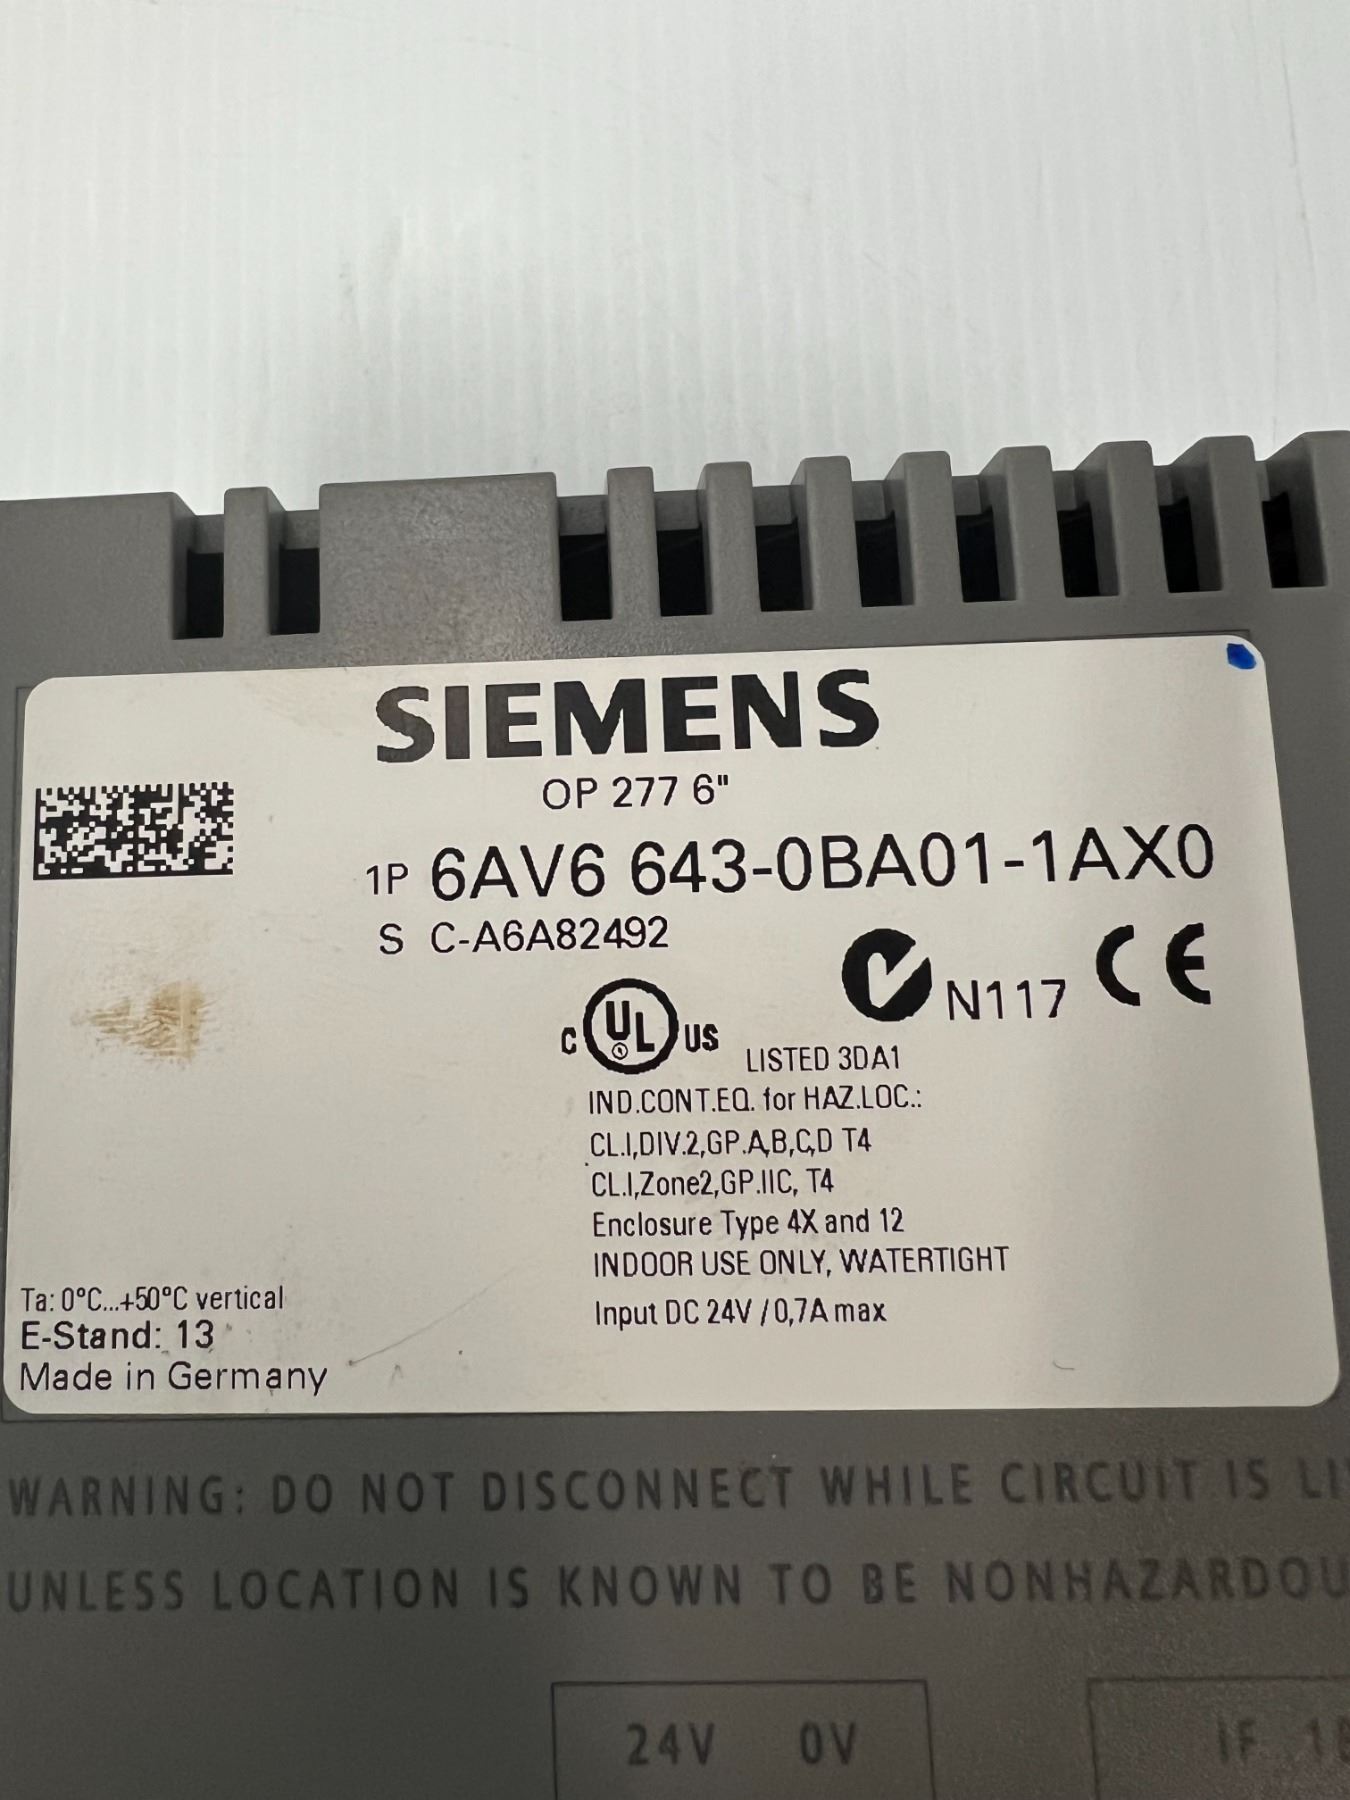 SIEMENS
OP 277 6"
1P 6AV6 643-0BA01-1AX0
S C-A6A82492
N117 CE
C UL US
LISTED 3DA1
IND.CONT.EQ. for HAZ.LOC.:
CL.I,DIV.2,GP.A,B,C,D T4
CL.I,Zone2,GP.IIC, T4
Enclosure Type 4X and 12
INDOOR USE ONLY, WATERTIGHT
Input DC 24V / 0,7A max
Ta: 0°C...+50°C vertical
E-Stand: 13
Made in Germany
WARNING: DO NOT DISCONNECT WHILE CIRCUIT IS
UNLESS LOCATION IS KNOWN TO BE NONHAZARDOU
24V 0V
IF